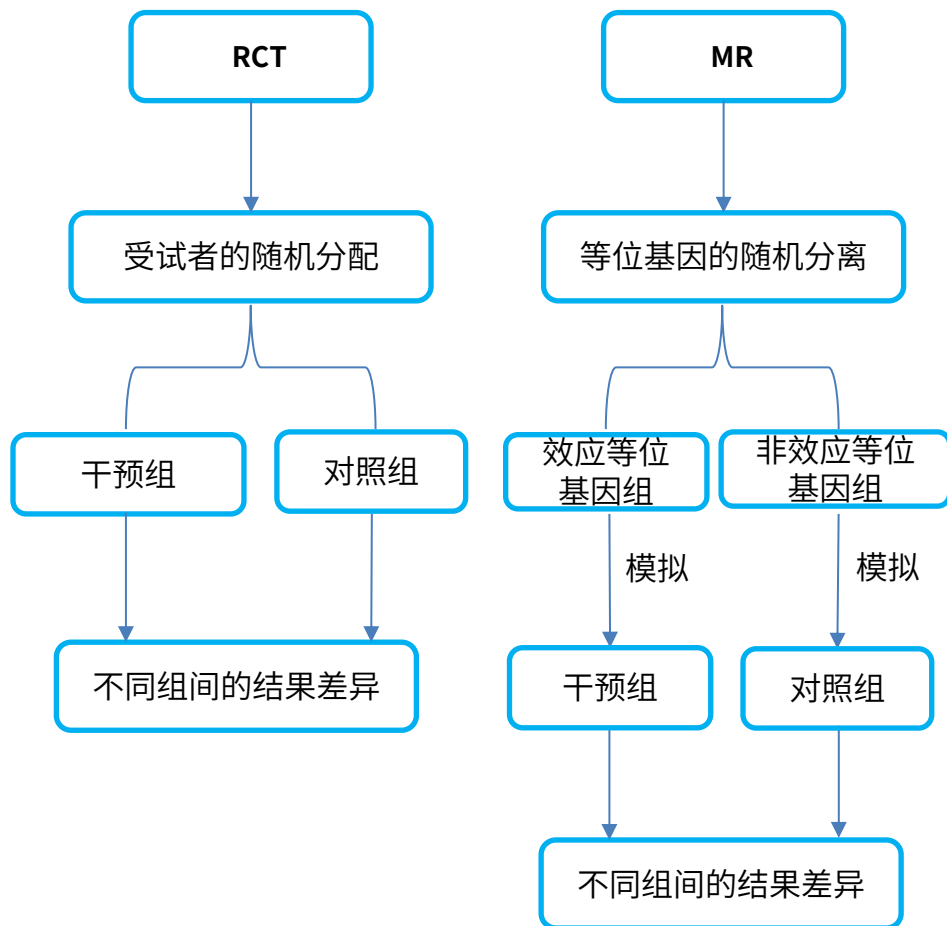 RCT
MR
受试者的随机分配
等位基因的随机分离
干预组
对照组
效应等位
基因组
非效应等位
基因组
模拟
模拟
不同组间的结果差异
干预组
对照组
不同组间的结果差异